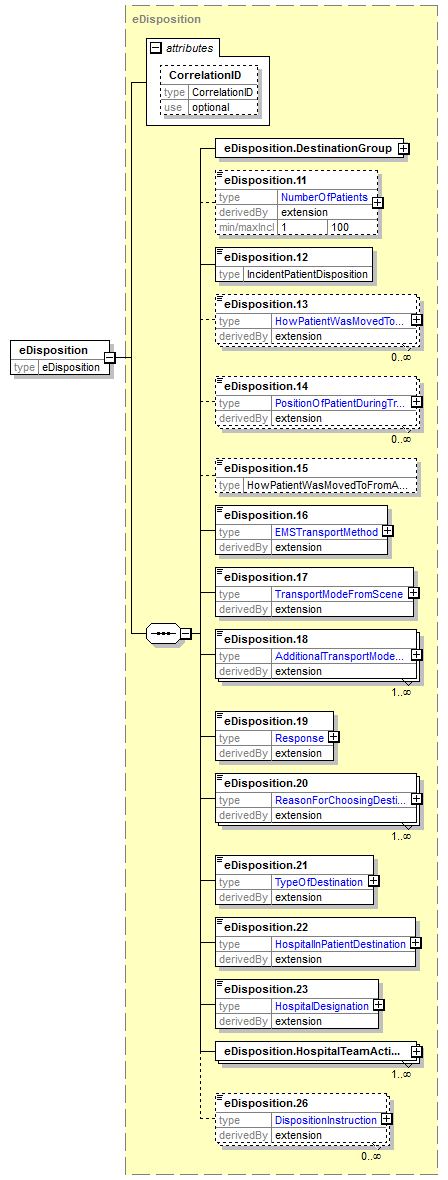 eDisposition
attributes
CorrelationID
type CorrelationID
use optional
eDisposition.DestinationGroup
eDisposition.11
type NumberOfPatients
derivedBy extension
min/maxIncl 1 100
eDisposition.12
type IncidentPatientDisposition
eDisposition.13
type HowPatientWasMovedTo...
derivedBy extension
0..∞
eDisposition
type eDisposition
eDisposition.14
type PositionOfPatientDuringTr...
derivedBy extension
0..∞
eDisposition.15
type HowPatientWasMovedToFromA...
eDisposition.16
type EMSTransportMethod
derivedBy extension
eDisposition.17
type TransportModeFromScene
derivedBy extension
eDisposition.18
type AdditionalTransportMode...
derivedBy extension
1..∞
eDisposition.19
type Response
derivedBy extension
eDisposition.20
type ReasonForChoosingDesti...
derivedBy extension
1..∞
eDisposition.21
type TypeOfDestination
derivedBy extension
eDisposition.22
type HospitalInPatientDestination
derivedBy extension
eDisposition.23
type HospitalDesignation
derivedBy extension
eDisposition.HospitalTeamActi...
1..∞
eDisposition.26
type DispositionInstruction
derivedBy extension
0..∞